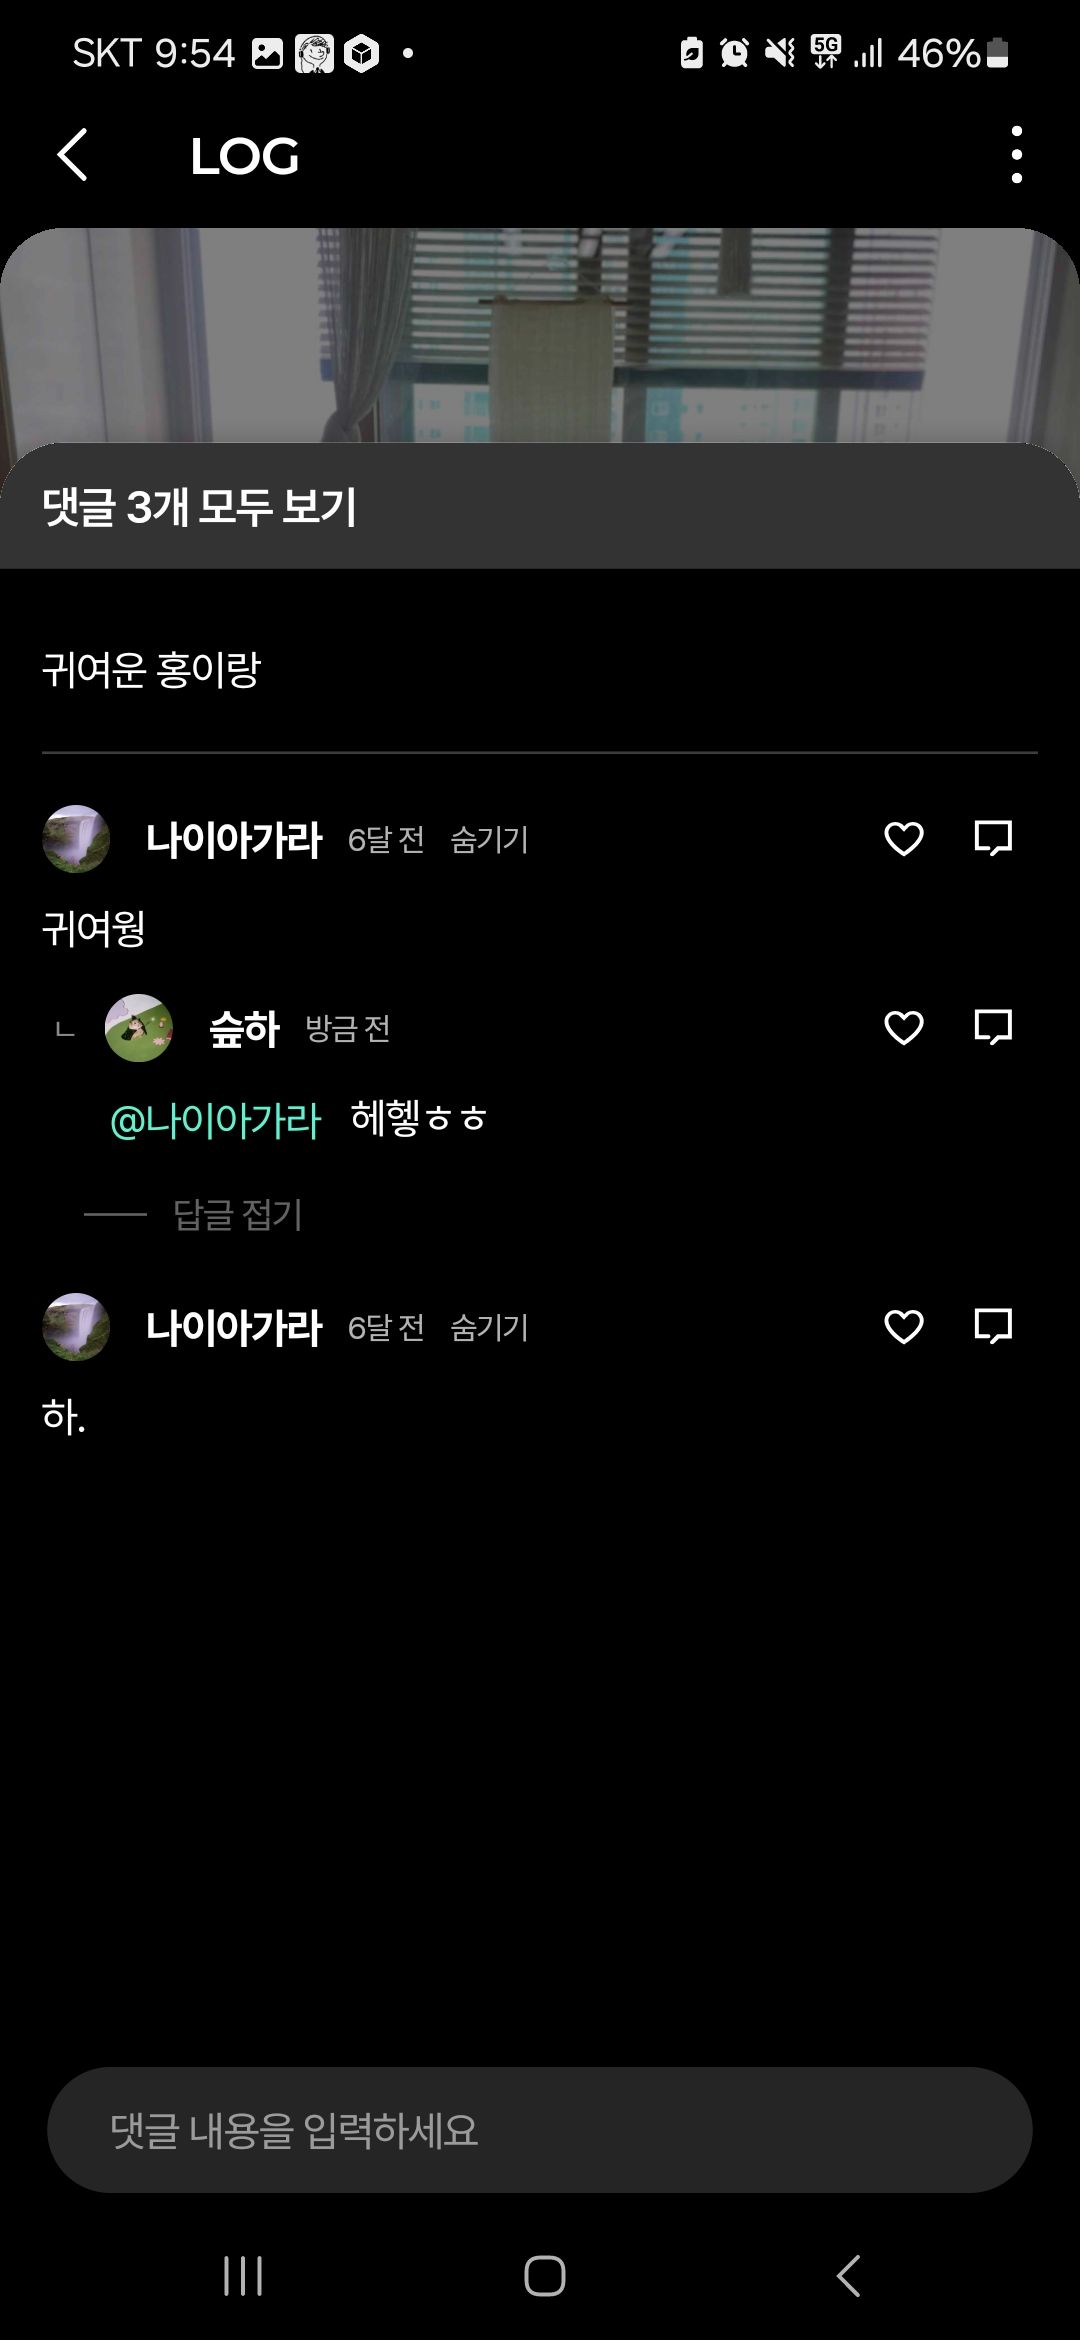 SKT 9:54 5G 46%
LOG
댓글 3개 모두 보기
귀여운 홍이랑
나이아가라 6달 전 숨기기
귀여웡
ㄴ 슢하 방금 전
@나이아가라 헤헿ㅎㅎ
답글 접기
나이아가라 6달 전 숨기기
하.
댓글 내용을 입력하세요